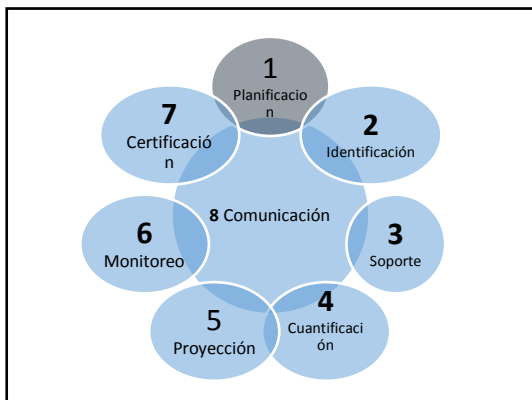 1
Planificacio
n
2
Identificación
3
Soporte
4
Cuantificaci
ón
5
Proyección
6
Monitoreo
7
Certificació
n
8 Comunicación